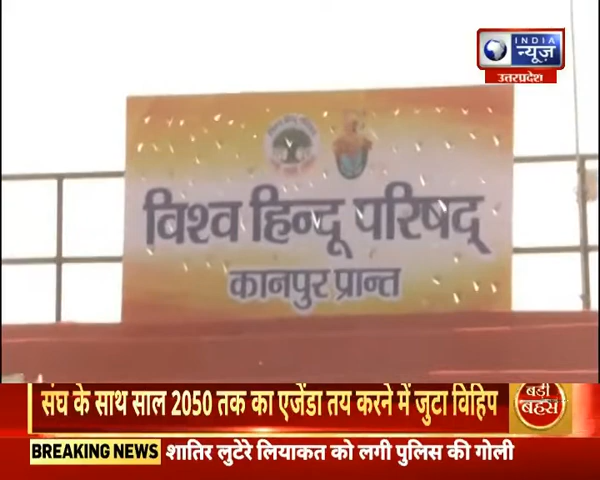 INDIA
न्यूज़
उत्तरप्रदेश
विश्व हिन्दू परिषद्
कानपुर प्रान्त
संघ के साथ साल 2050 तक का एजेंडा तय करने में जुटा विहिप
बड़ी
बहस
BREAKING NEWS शातिर लुटेरे लियाकत को लगी पुलिस की गोली